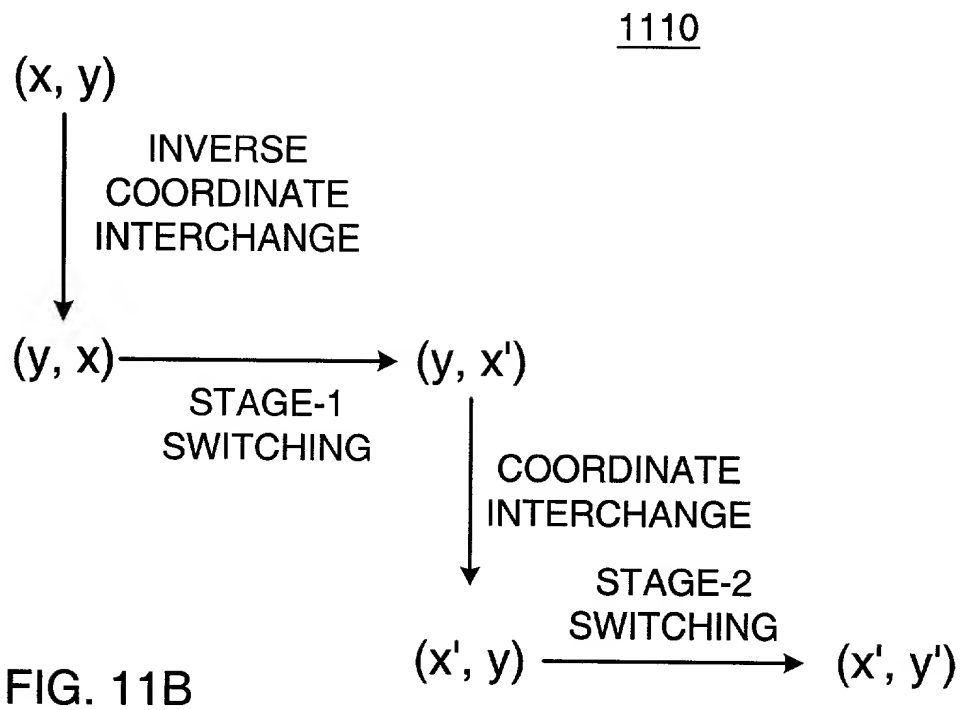 1110
(x, y)
INVERSE
COORDINATE
INTERCHANGE
(y, x)
(y, x')
STAGE-1
SWITCHING
COORDINATE
INTERCHANGE
STAGE-2
SWITCHING
(x', y)
(x', y')
FIG. 11B